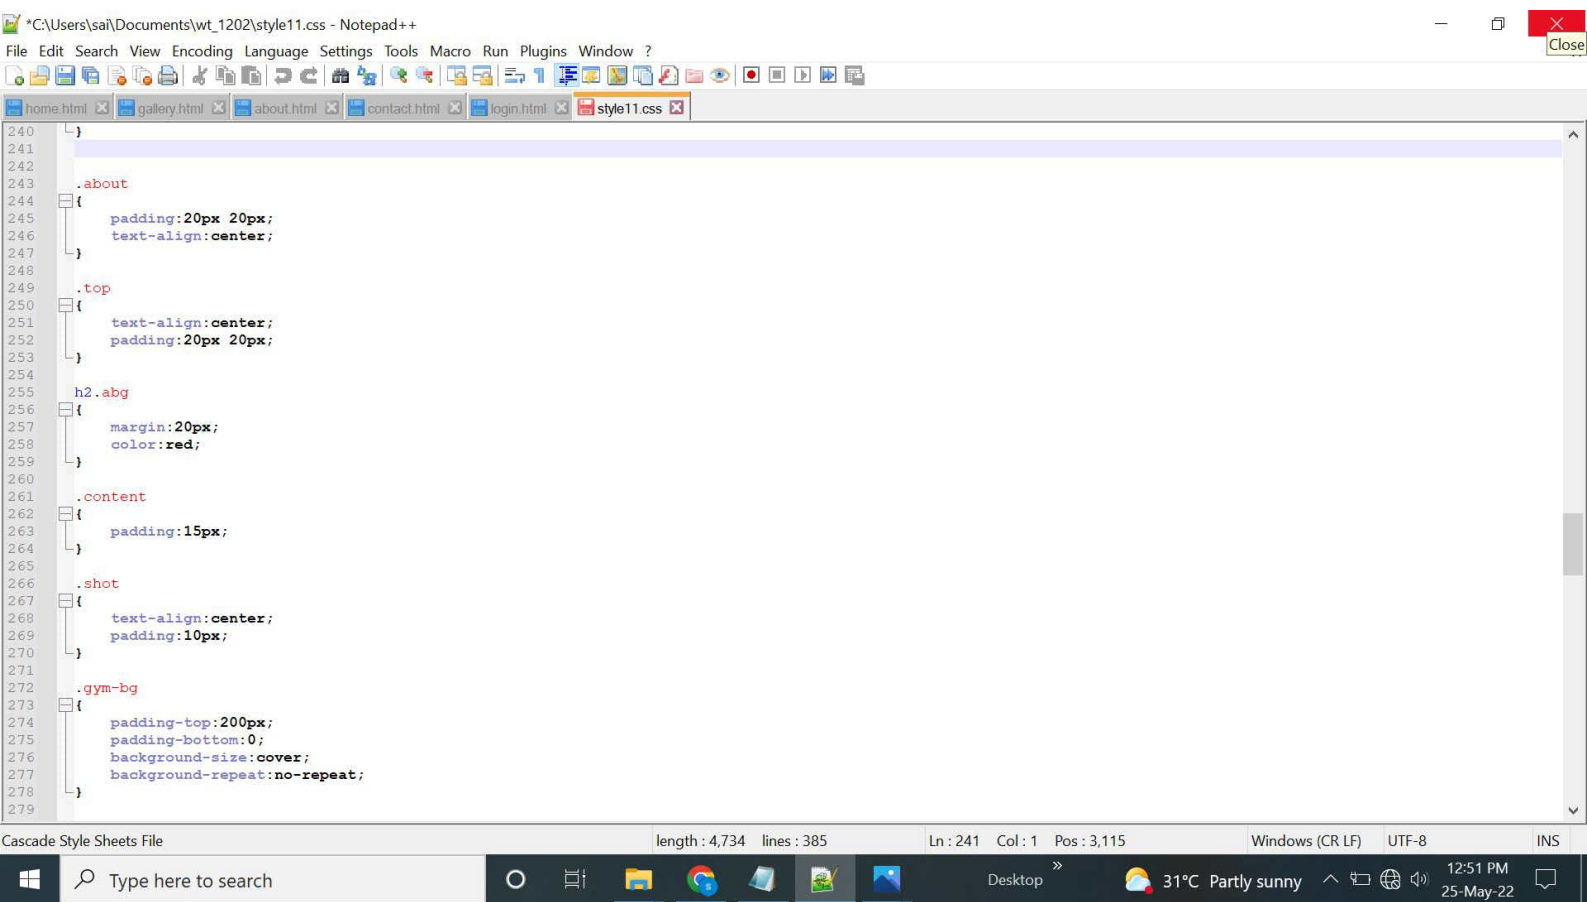 *C:\Users\sai\Documents\wt_1202\style11.css - Notepad++
Close
File Edit Search View Encoding Language Settings Tools Macro Run Plugins Window ?
home.html gallery.html about.html contact.html login.html style11.css
240 }
241
242
243 .about
244 {
245 padding:20px 20px;
246 text-align:center;
247 }
248
249 .top
250 {
251 text-align:center;
252 padding:20px 20px;
253 }
254
255 h2.abg
256 {
257 margin:20px;
258 color:red;
259 }
260
261 .content
262 {
263 padding:15px;
264 }
265
266 .shot
267 {
268 text-align:center;
269 padding:10px;
270 }
271
272 .gym-bg
273 {
274 padding-top:200px;
275 padding-bottom:0;
276 background-size:cover;
277 background-repeat:no-repeat;
278 }
279
Cascade Style Sheets File length : 4,734 lines : 385 Ln : 241 Col : 1 Pos : 3,115 Windows (CR LF) UTF-8 INS
Type here to search Desktop » 31°C Partly sunny 12:51 PM
25-May-22